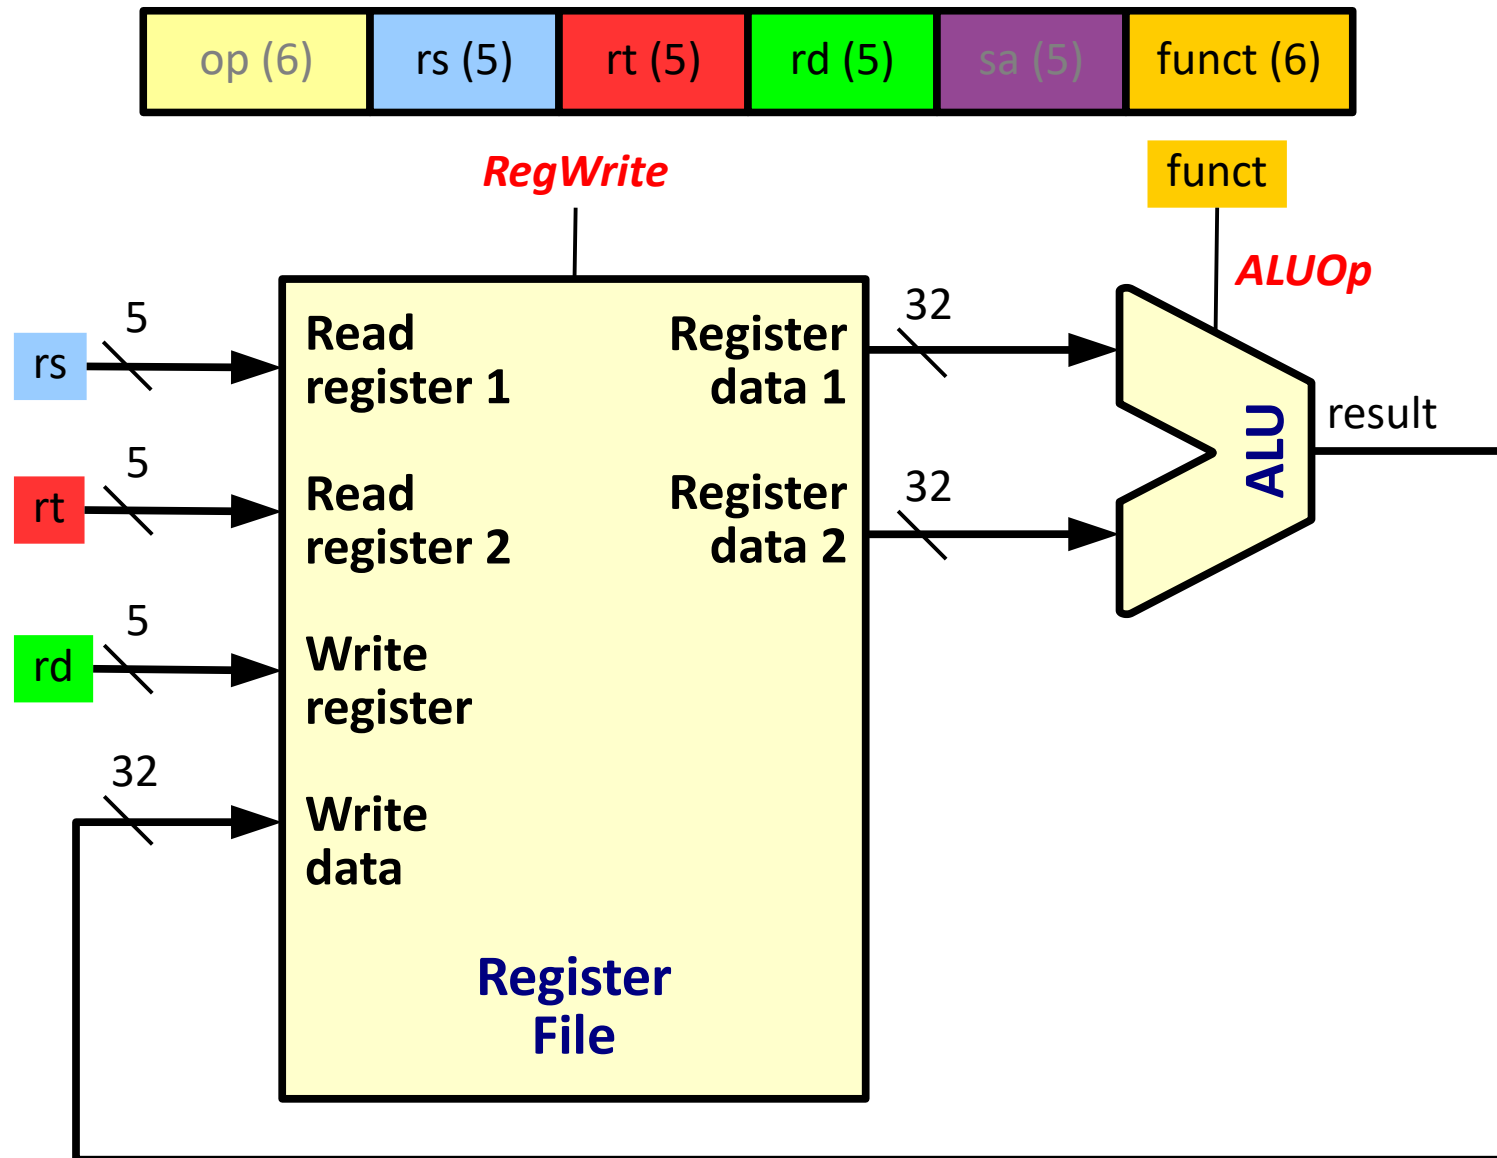 op (6) rs (5) rt (5) rd (5) sa (5) funct (6)
RegWrite
funct
ALUOp
rs
5
Read
register 1
Register
data 1
32
rt
5
Read
register 2
Register
data 2
32
ALU
result
rd
5
Write
register
32
Write
data
Register
File